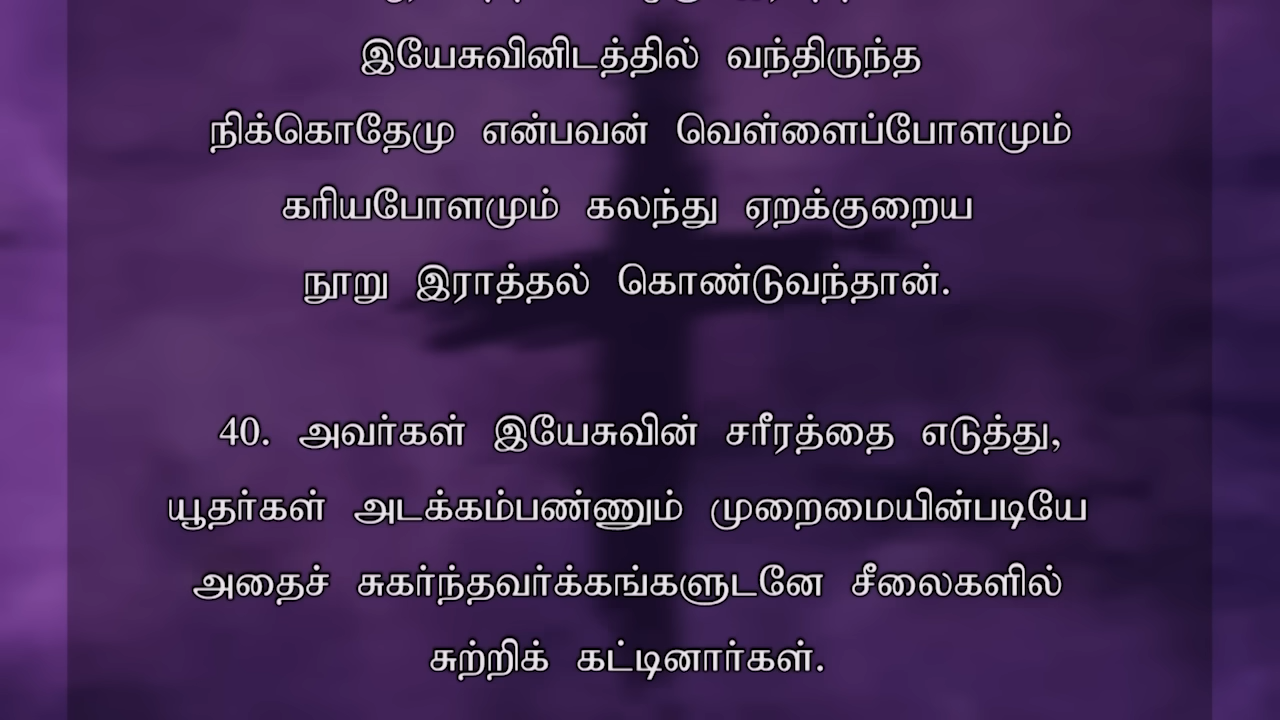 இயேசுவினிடத்தில் வந்திருந்த
நிக்கொதேமு என்பவன் வெள்ளைப்போளமும்
கரியபோளமும் கலந்து ஏறக்குறைய
நூறு இராத்தல் கொண்டுவந்தான்.
40. அவர்கள் இயேசுவின் சரீரத்தை எடுத்து,
யூதர்கள் அடக்கம்பண்ணும் முறைமையின்படியே
அதைச் சுகர்ந்தவர்க்கங்களுடனே சீலைகளில்
சுற்றிக் கட்டினார்கள்.